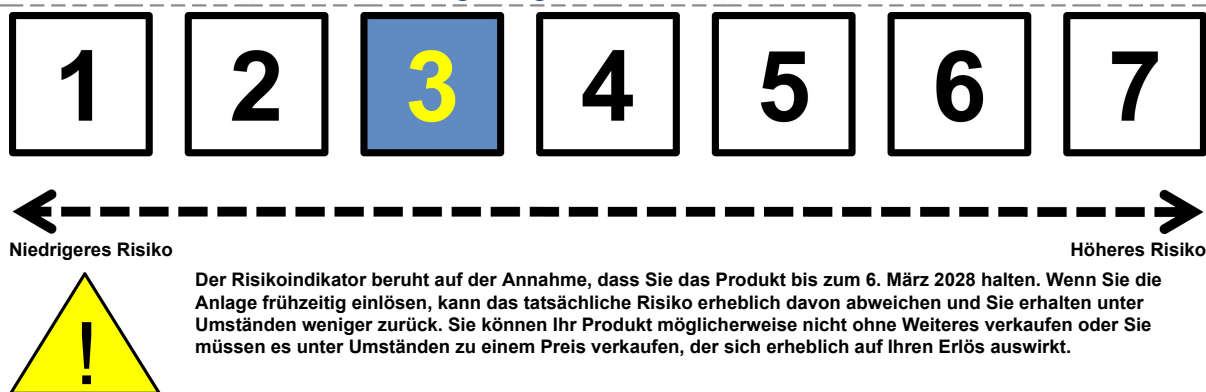 1 2 3 4 5 6 7
Niedrigeres Risiko Höheres Risiko
Der Risikoindikator beruht auf der Annahme, dass Sie das Produkt bis zum 6. März 2028 halten. Wenn Sie die
Anlage frühzeitig einlösen, kann das tatsächliche Risiko erheblich davon abweichen und Sie erhalten unter
Umständen weniger zurück. Sie können Ihr Produkt möglicherweise nicht ohne Weiteres verkaufen oder Sie
müssen es unter Umständen zu einem Preis verkaufen, der sich erheblich auf Ihren Erlös auswirkt.
!